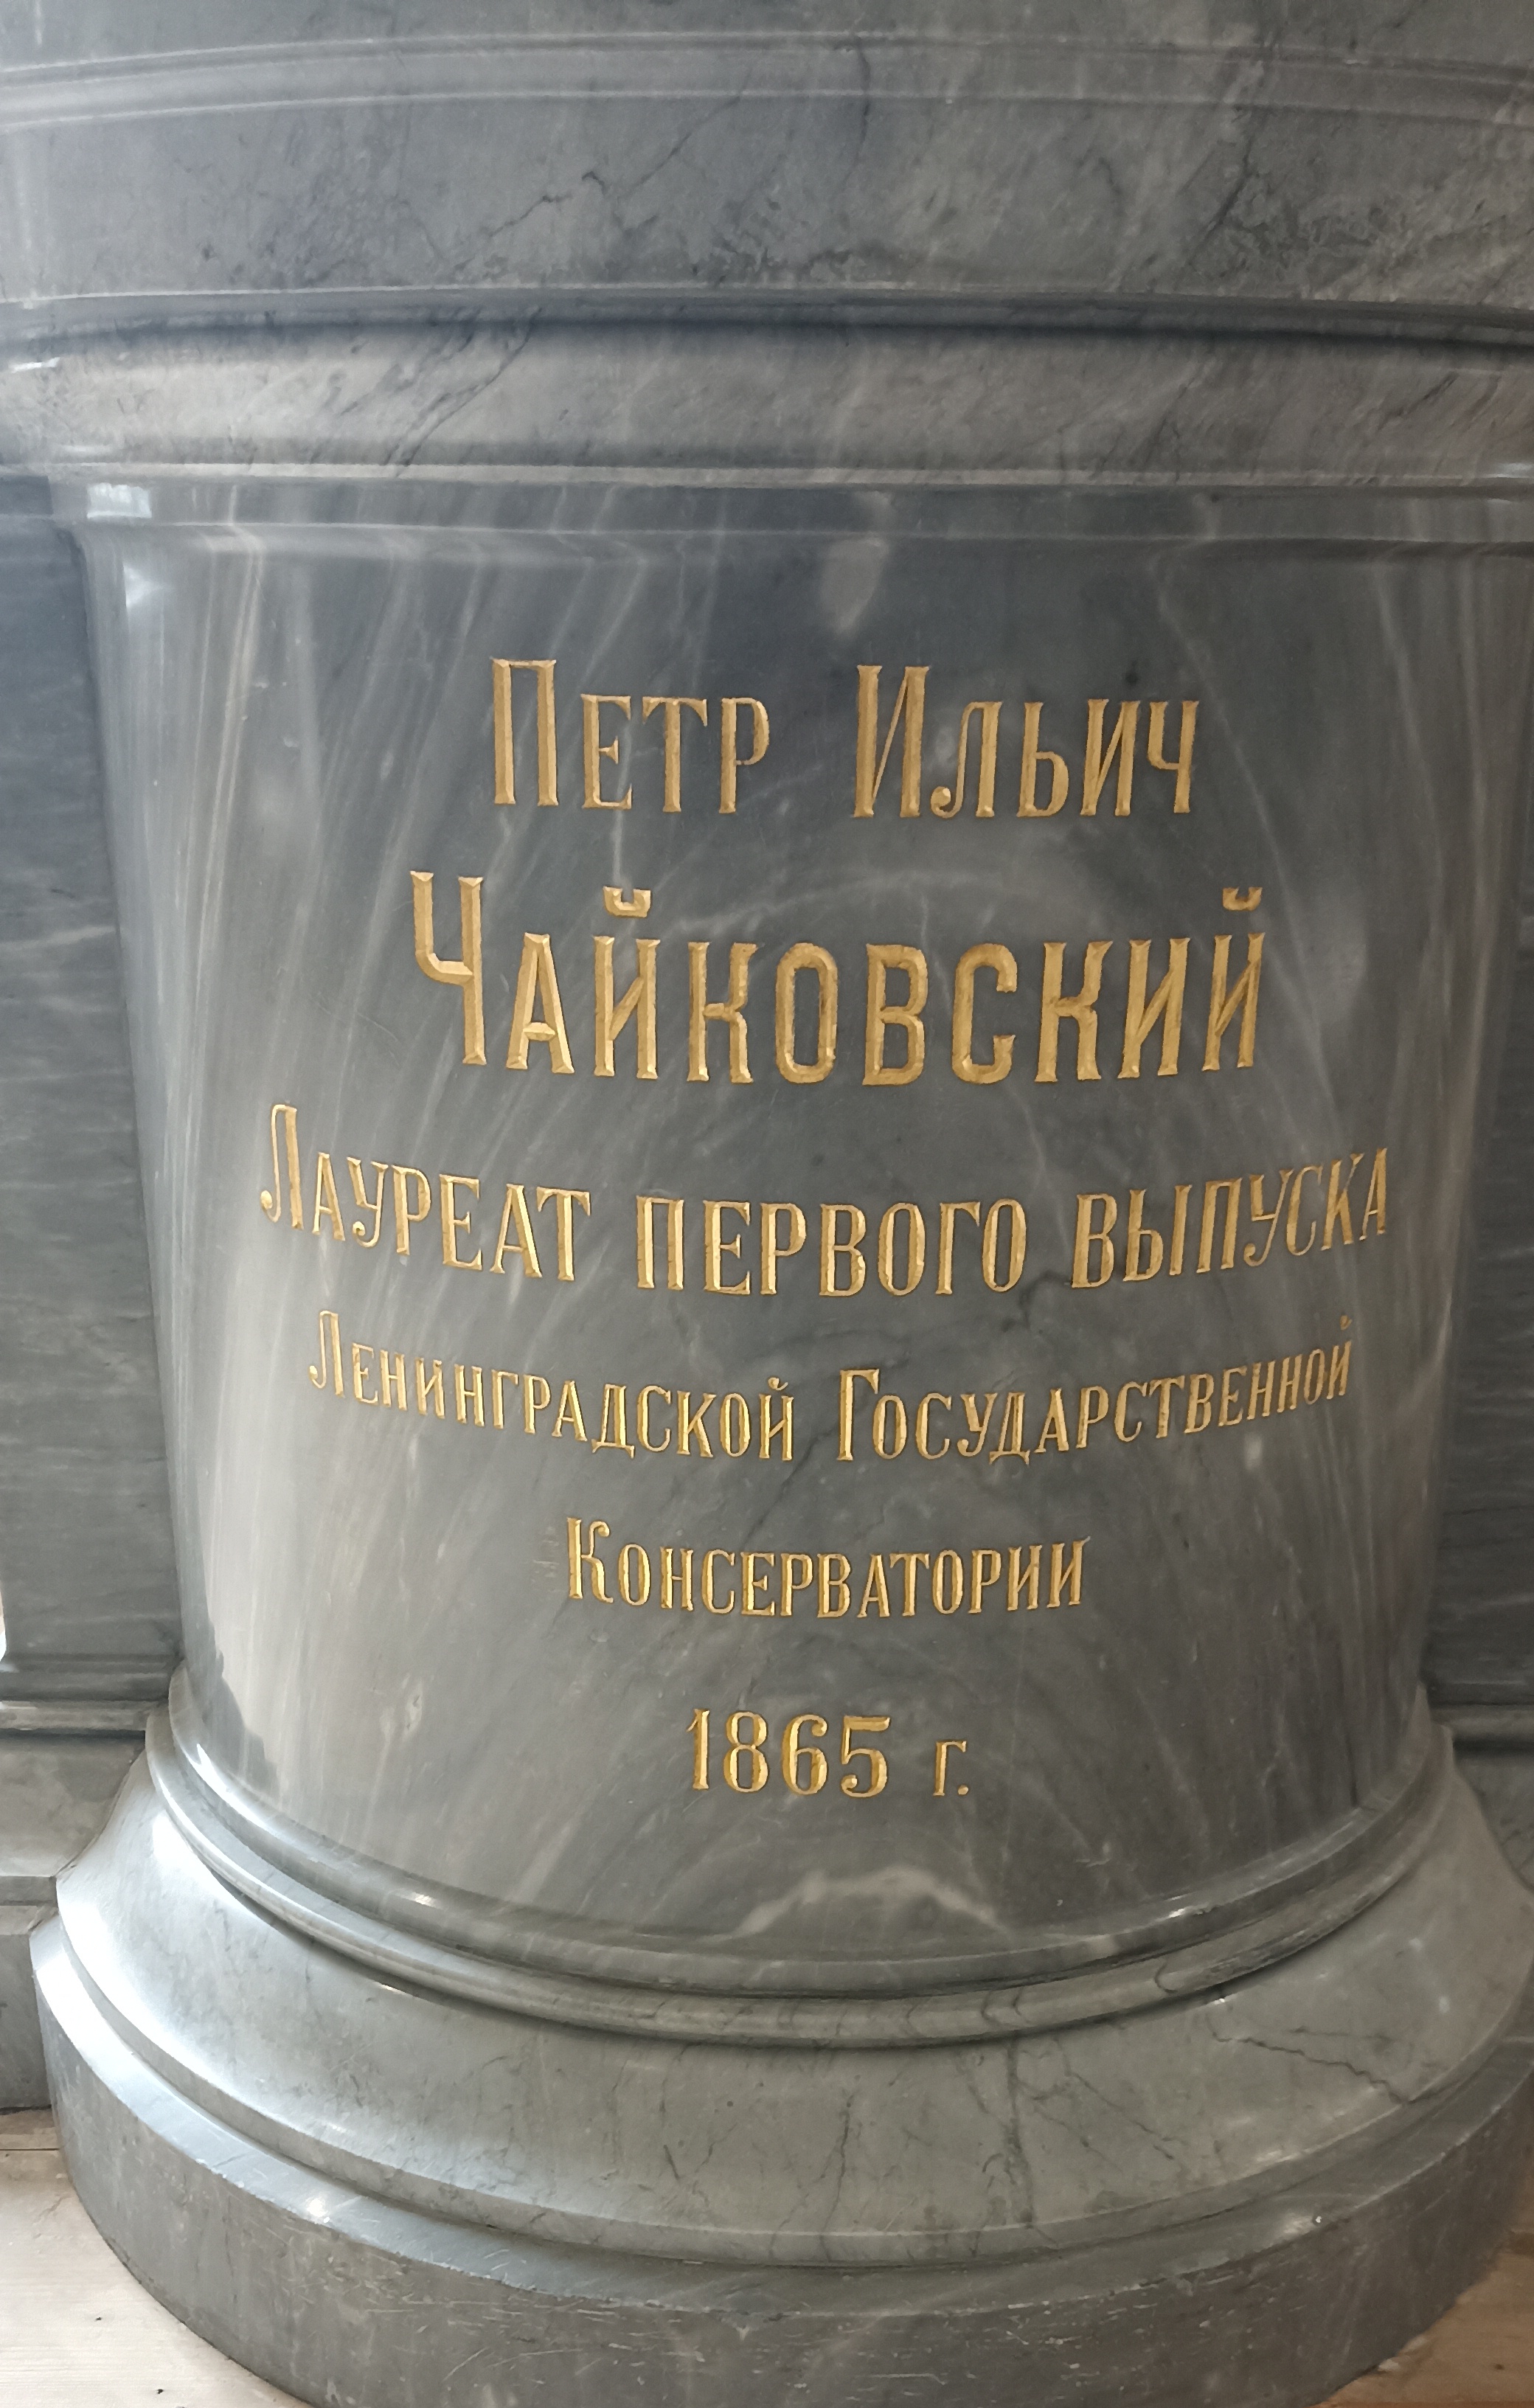 Петр Ильич
Чайковский
Лауреат первого выпуска
Ленинградской Государственной
Консерватории
1865 г.